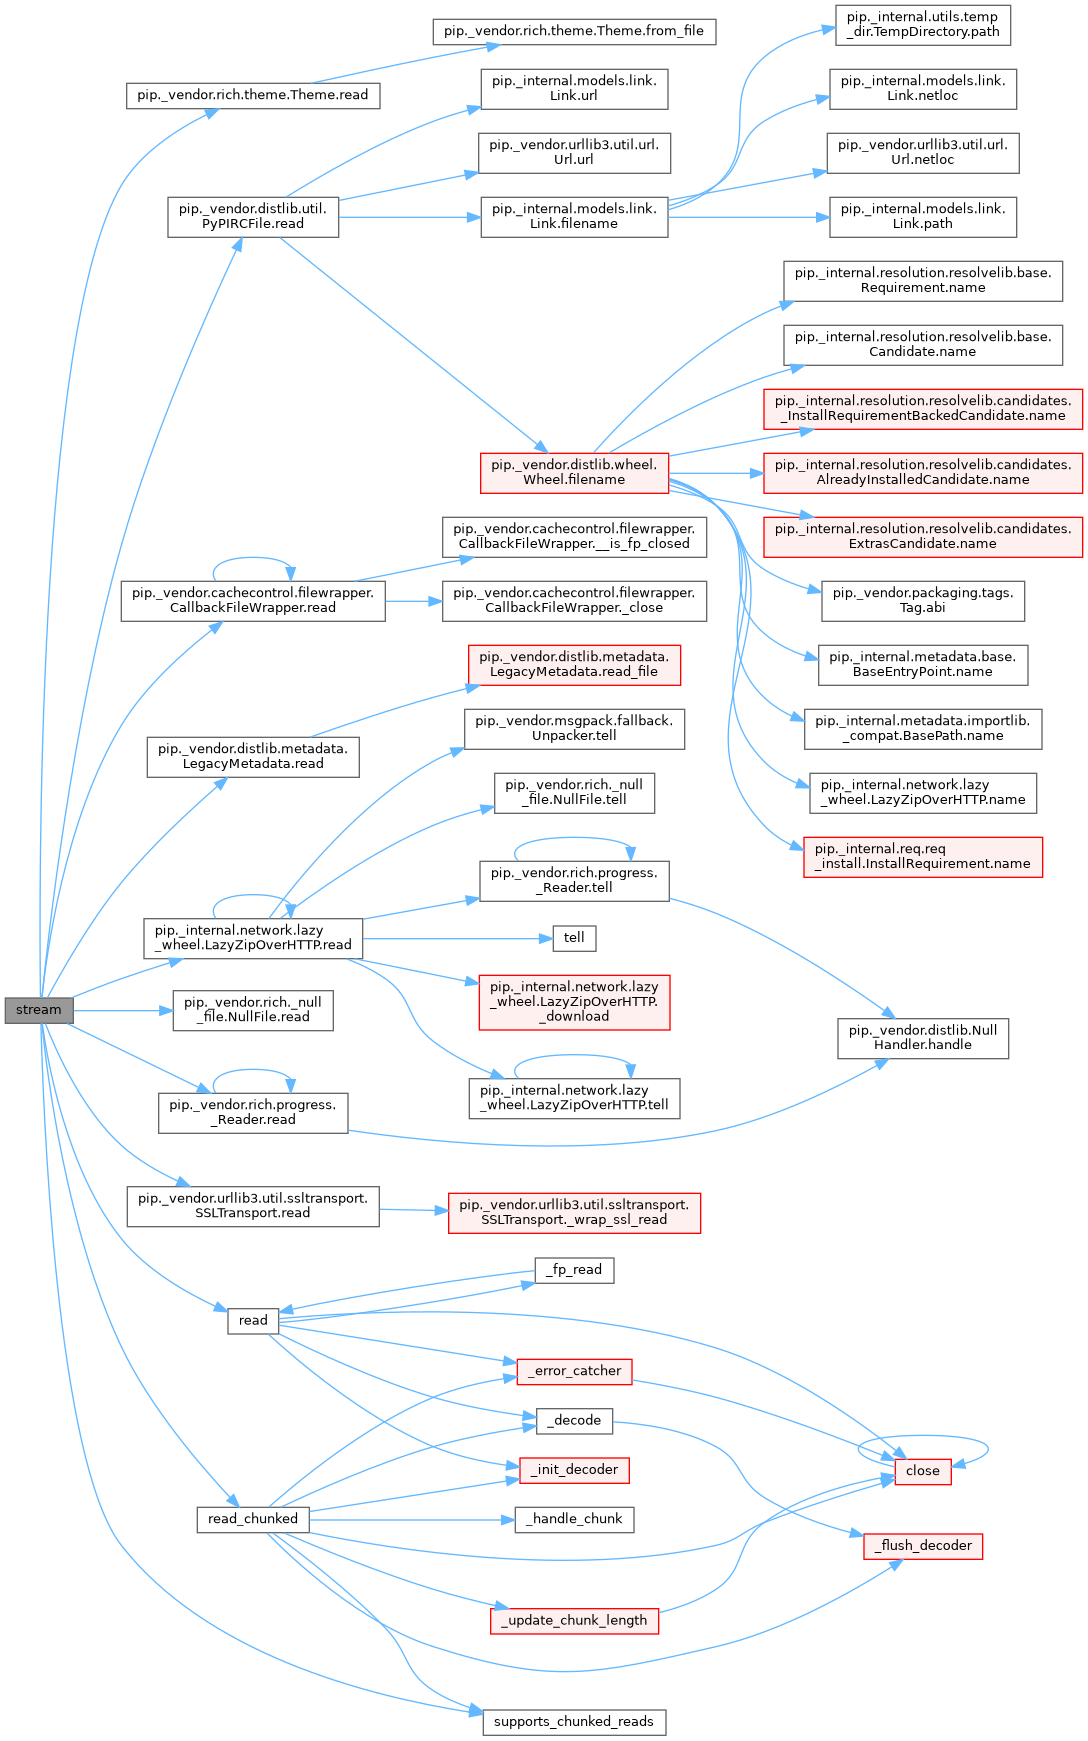 pip._vendor.rich.theme.Theme.from_file
pip._vendor.rich.theme.Theme.read
pip._internal.utils.temp
_dir.TempDirectory.path
pip._internal.models.link.
Link.url
pip._internal.models.link.
Link.netloc
pip._vendor.urllib3.util.url.
Url.url
pip._vendor.urllib3.util.url.
Url.netloc
pip._vendor.distlib.util.
PyPIRCFile.read
pip._internal.models.link.
Link.filename
pip._internal.models.link.
Link.path
pip._internal.resolution.resolvelib.base.
Requirement.name
pip._internal.resolution.resolvelib.base.
Candidate.name
pip._internal.resolution.resolvelib.candidates.
_InstallRequirementBackedCandidate.name
pip._vendor.distlib.wheel.
Wheel.filename
pip._internal.resolution.resolvelib.candidates.
AlreadyInstalledCandidate.name
pip._internal.resolution.resolvelib.candidates.
ExtrasCandidate.name
pip._vendor.cachecontrol.filewrapper.
CallbackFileWrapper.__is_fp_closed
pip._vendor.cachecontrol.filewrapper.
CallbackFileWrapper.read
pip._vendor.cachecontrol.filewrapper.
CallbackFileWrapper._close
pip._vendor.packaging.tags.
Tag.abi
pip._internal.metadata.base.
BaseEntryPoint.name
pip._vendor.distlib.metadata.
LegacyMetadata.read_file
pip._internal.metadata.importlib.
_compat.BasePath.name
pip._vendor.msgpack.fallback.
Unpacker.tell
pip._vendor.distlib.metadata.
LegacyMetadata.read
pip._vendor.rich._null
_file.NullFile.tell
pip._internal.network.lazy
_wheel.LazyZipOverHTTP.name
pip._internal.req.req
_install.InstallRequirement.name
pip._vendor.rich.progress.
_Reader.tell
pip._internal.network.lazy
_wheel.LazyZipOverHTTP.read
tell
pip._internal.network.lazy
_wheel.LazyZipOverHTTP.
_download
stream
pip._vendor.rich._null
_file.NullFile.read
pip._vendor.distlib.Null
Handler.handle
pip._internal.network.lazy
_wheel.LazyZipOverHTTP.tell
pip._vendor.rich.progress.
_Reader.read
pip._vendor.urllib3.util.ssltransport.
SSLTransport.read
pip._vendor.urllib3.util.ssltransport.
SSLTransport._wrap_ssl_read
_fp_read
read
_error_catcher
_decode
_init_decoder
close
read_chunked
_handle_chunk
_flush_decoder
_update_chunk_length
supports_chunked_reads